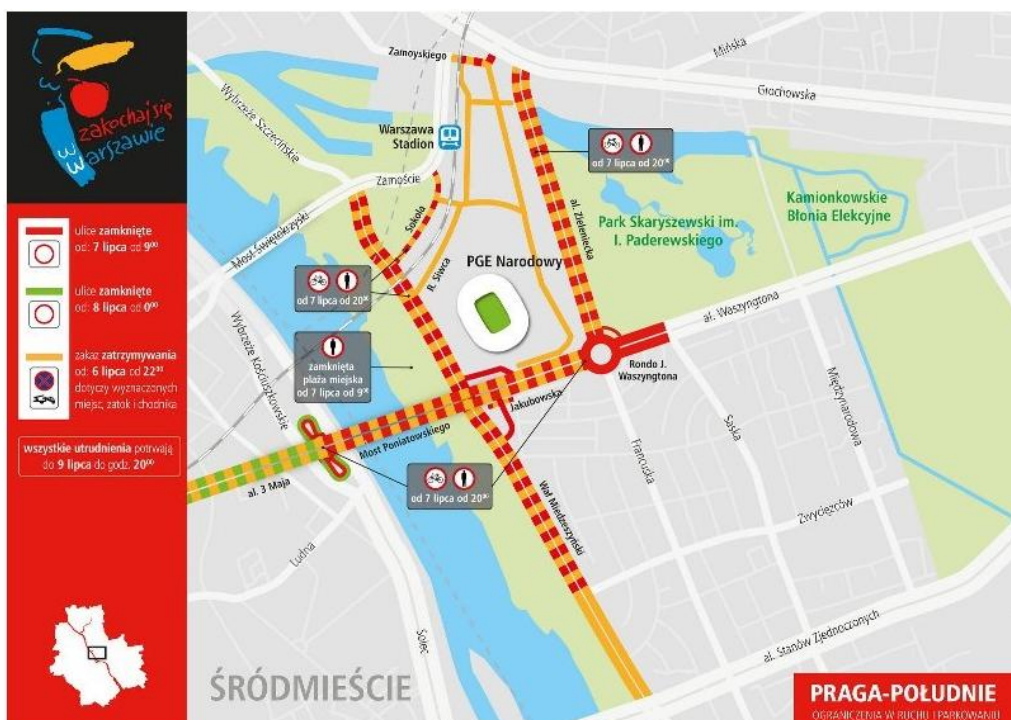 zakochaj się
w
Warszawie
ulice zamknięte
od: 7 lipca od 9⁰⁰
ulice zamknięte
od: 8 lipca od 0⁰⁰
zakaz zatrzymywania
od: 6 lipca od 22⁰⁰
dotyczy wyznaczonych
miejsc, zatok i chodnika
wszystkie utrudnienia potrwają
do 9 lipca do godz. 20⁰⁰
Zamoyskiego
Mińska
Grochowska
Wybrzeże Szczecińskie
Warszawa
Stadion
od 7 lipca od 20⁰⁰
Zamoście
Sokola
Most Świętokrzyski
al. Zieleniecka
Park Skaryszewski im.
I. Paderewskiego
Kamionkowskie
Błonia Elekcyjne
PGE Narodowy
R. Siwca
od 7 lipca od 20⁰⁰
al. Waszyngtona
Wybrzeże Kościuszkowskie
zamknięta
plaża miejska
od 7 lipca od 9⁰⁰
Rondo J.
Waszyngtona
Jakubowska
Międzynarodowa
Saska
Francuska
Most Poniatowskiego
al. 3 Maja
od 7 lipca od 20⁰⁰
Wał Miedzeszyński
Zwycięzców
Ludna
Solec
al. Stanów Zjednoczonych
ŚRÓDMIEŚCIE
PRAGA-POŁUDNIE
OGRANICZENIA W RUCHU I PARKOWANIU